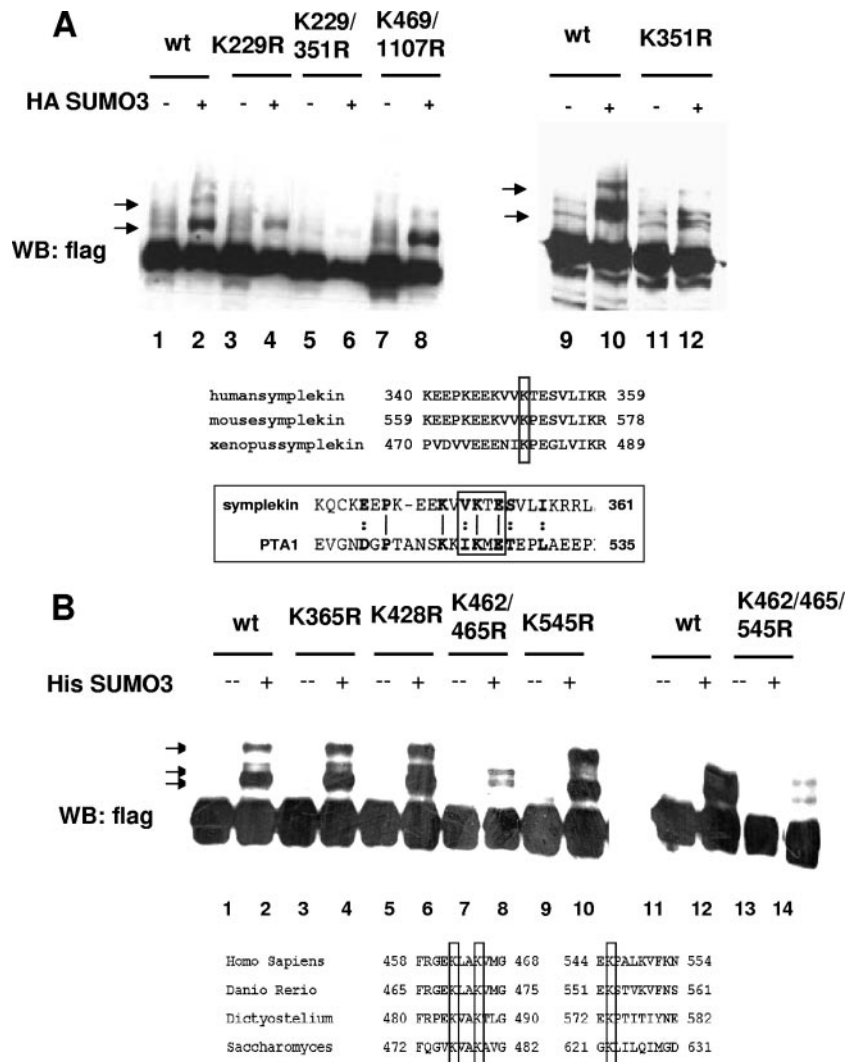 A
wt K229R K229/351R K469/1107R wt K351R
HA SUMO3 - + - + - + - + - + - +
WB: flag
1 2 3 4 5 6 7 8 9 10 11 12
humansymplekin 340 KEEPKEEKVVKTESVLIKR 359
mousesymplekin 559 KEEPKEEKVVKPESVLIKR 578
xenopussymplekin 470 PVDVVEEENIKPEGLVIKR 489
symplekin KQCKEEPK-EEKVVKTESVLIKRRL 361
PTA1 EVGNDGPTANSKKIKMETEPLAEEP 535
B
wt K365R K428R K462/465R K545R wt K462/465/545R
His SUMO3 -- + -- + -- + -- + -- + -- + -- +
WB: flag
1 2 3 4 5 6 7 8 9 10 11 12 13 14
Homo Sapiens 458 FRGEKLAKVMG 468 544 EKPALKVFKN 554
Danio Rerio 465 FRGEKLAKVMG 475 551 EKSTVKVFNS 561
Dictyostelium 480 FRPEKVAKTLG 490 572 EKPTITIYNE 582
Saccharomyces 472 FQGVKVAKAVG 482 621 GKLILQIMGD 631